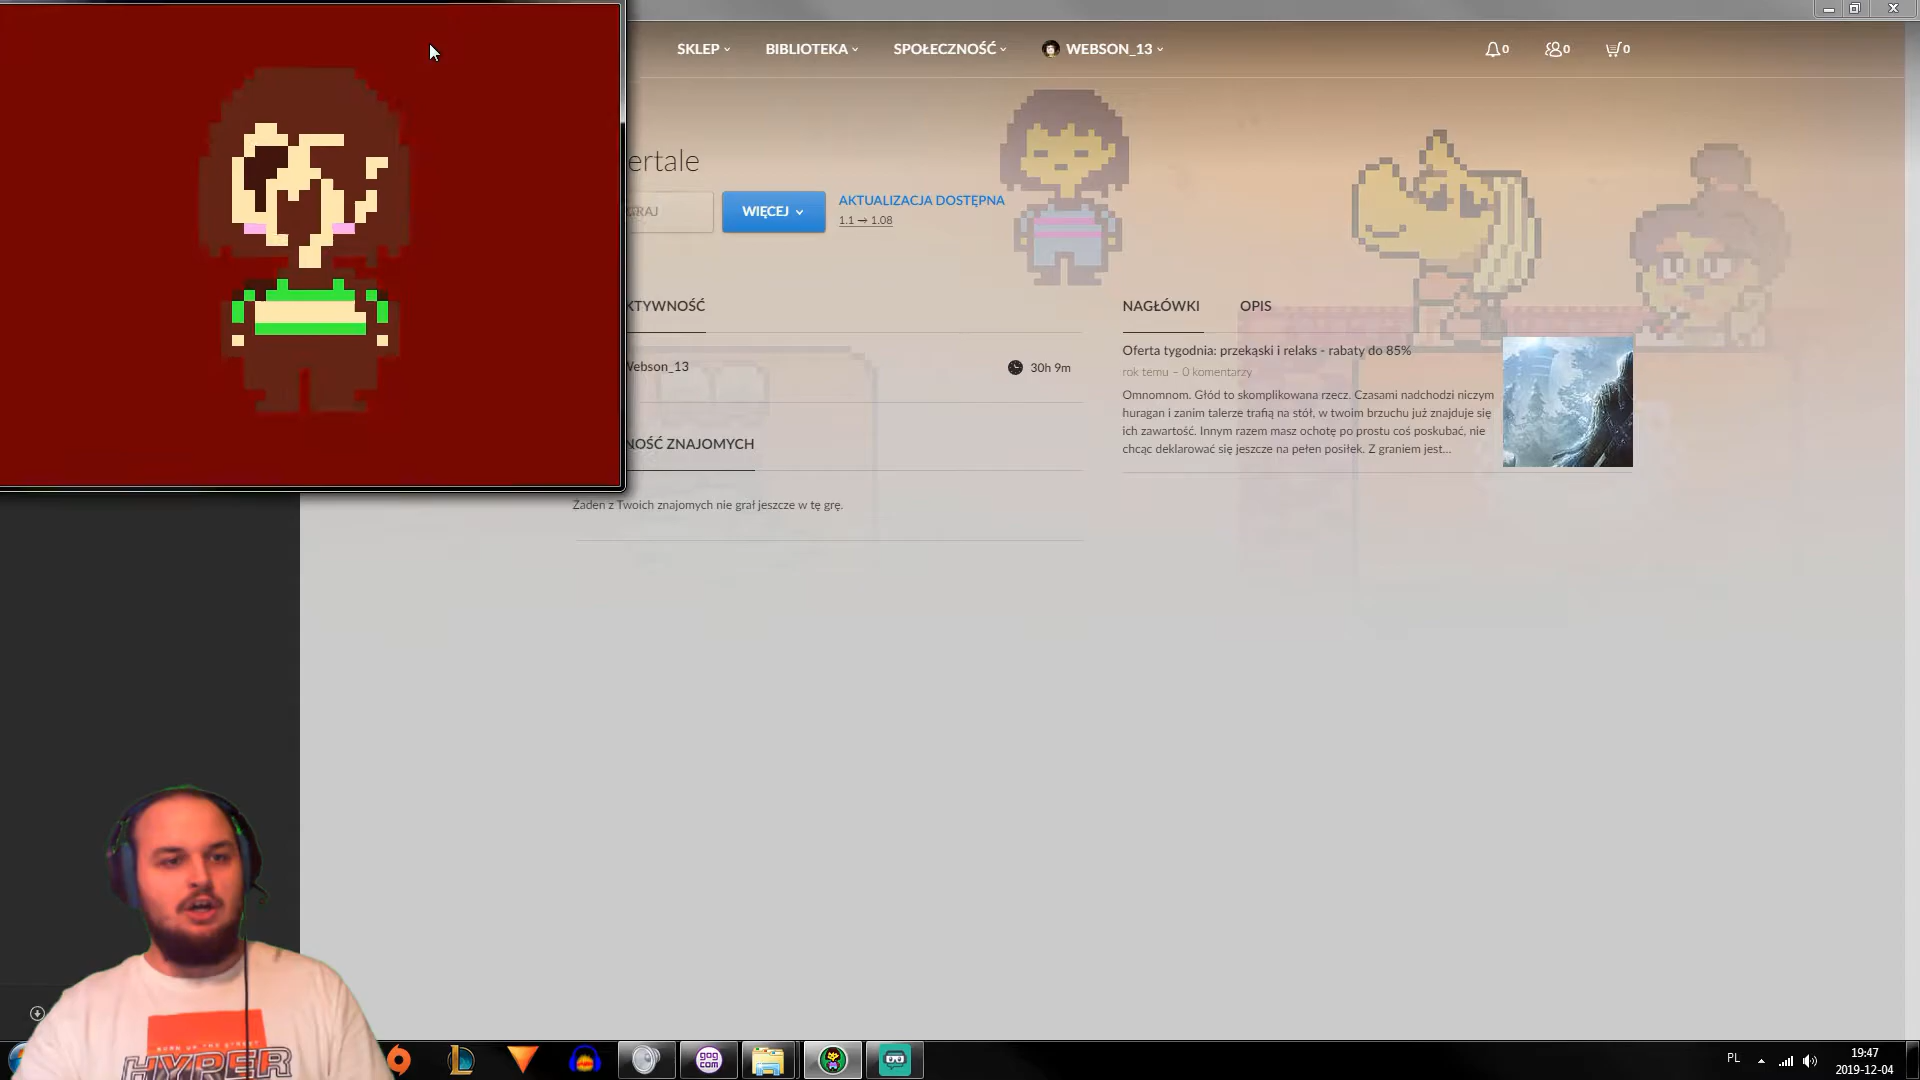 SKLEP
BIBLIOTEKA
SPOŁECZNOŚĆ
WEBSON_13
0
0
0
ertale
RAJ
WIĘCEJ
AKTUALIZACJA DOSTĘPNA
1.1 → 1.08
KTYWNOŚĆ
NAGŁÓWKI
OPIS
Webson_13
30h 9m
Oferta tygodnia: przekąski i relaks - rabaty do 85%
rok temu – 0 komentarzy
Omnomnom. Głód to skomplikowana rzecz. Czasami nadchodzi niczym
huragan i zanim talerze trafią na stół, w twoim brzuchu już znajduje się
ich zawartość. Innym razem masz ochotę po prostu coś poskubać, nie
chcąc deklarować się jeszcze na pełen posiłek. Z graniem jest...
NOŚĆ ZNAJOMYCH
Żaden z Twoich znajomych nie grał jeszcze w tę grę.
HYPER
gog
com
PL
19:47
2019-12-04